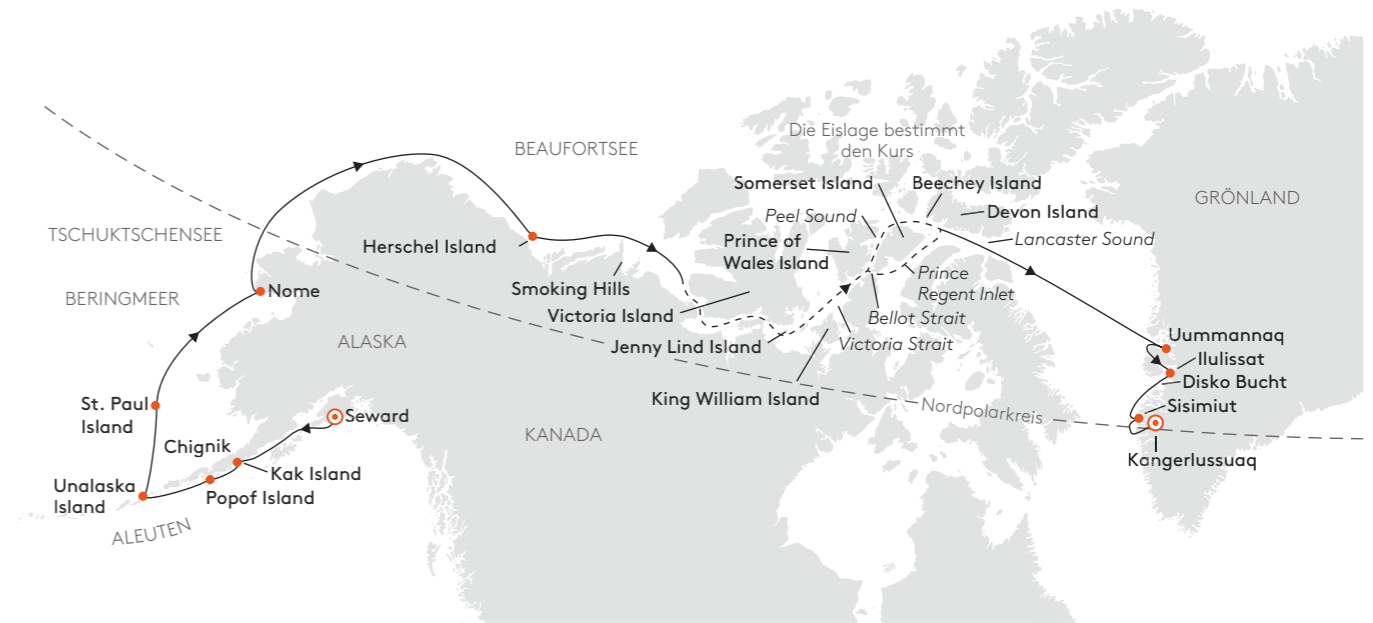 Die Eislage bestimmt
den Kurs
BEAUFORTSEE
Somerset Island
Beechey Island
GRÖNLAND
Peel Sound
Devon Island
TSCHUKTSCHENSEE
Herschel Island
Prince of
Wales Island
Lancaster Sound
Prince
Regent Inlet
Smoking Hills
BERINGMEER
Nome
Victoria Island
Bellot Strait
ALASKA
Jenny Lind Island
Victoria Strait
Uummannaq
Ilulissat
Disko Bucht
King William Island
Nordpolarkreis
Sisimiut
St. Paul
Island
Seward
KANADA
Chignik
Kangerlussuaq
Kak Island
Unalaska
Island
Popof Island
ALEUTEN